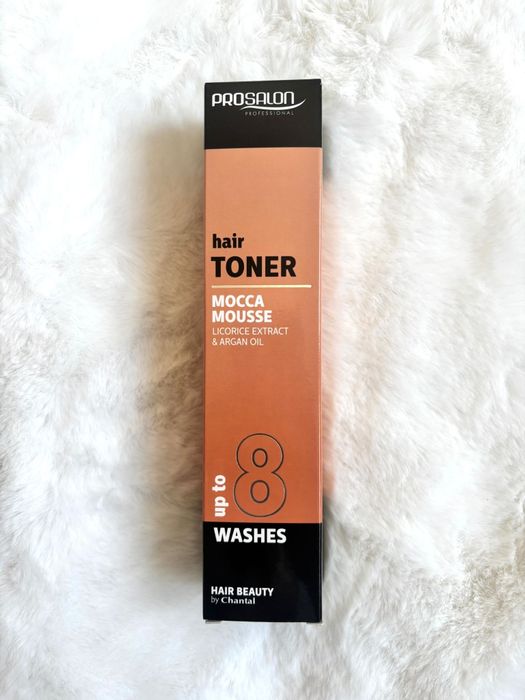 PROSALON
PROFESSIONAL
hair
TONER
MOCCA
MOUSSE
LICORICE EXTRACT
& ARGAN OIL
up to 8
WASHES
HAIR BEAUTY
by Chantal